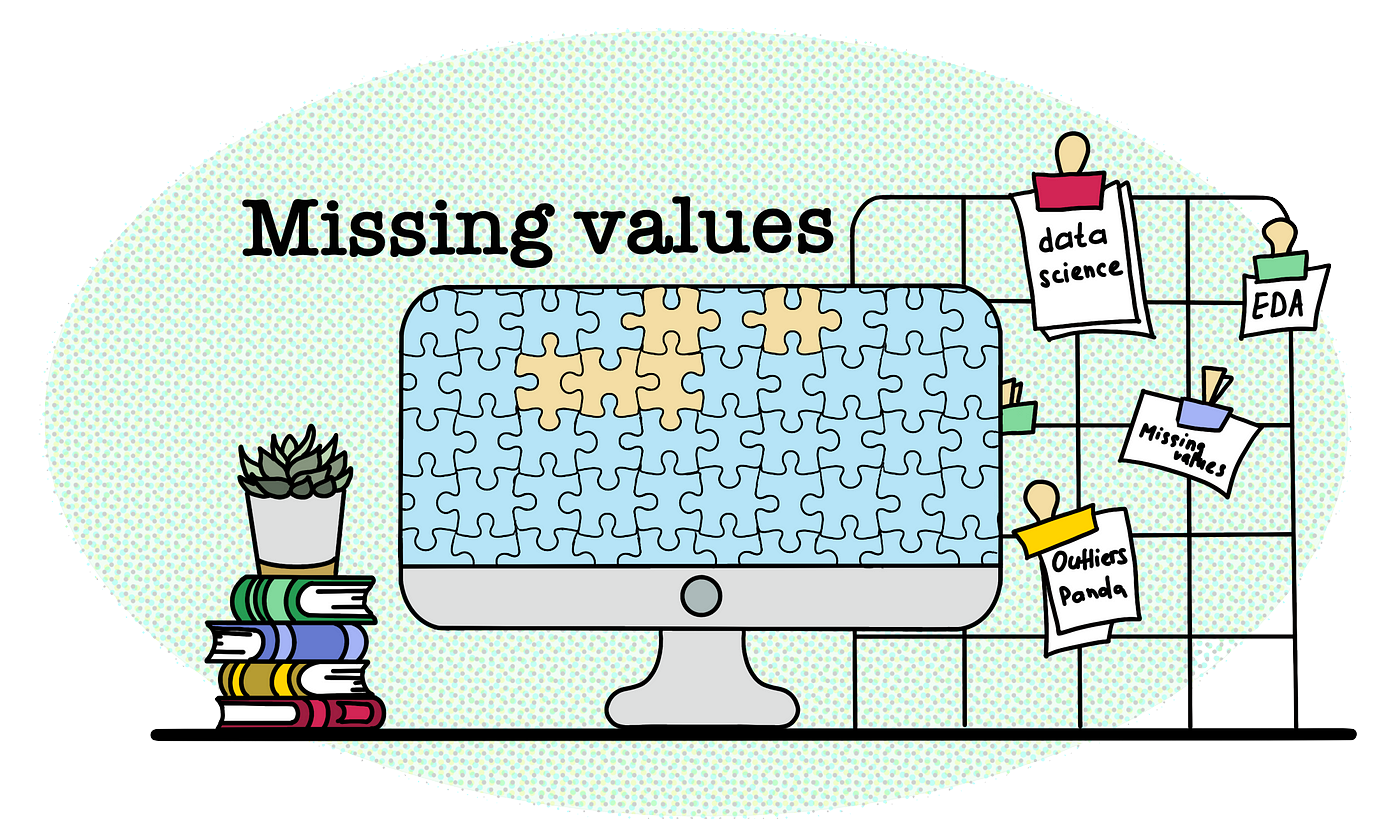 Missing values
data
science
EDA
Missing
values
Outliers
Panda